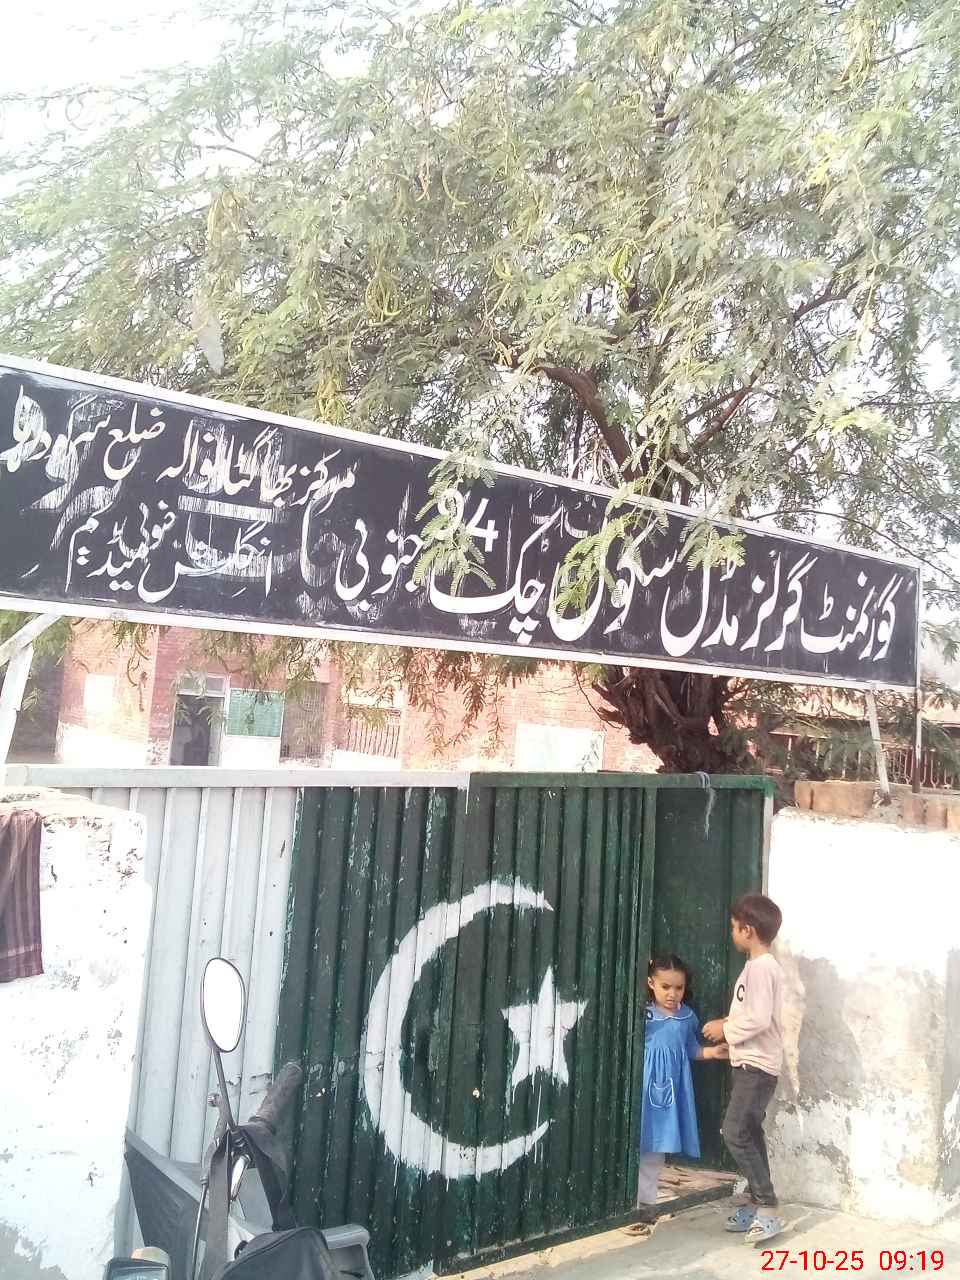 گورنمنٹ گرلز مڈل سکول چک 94 جنوبی
مرکز بھاگٹانوالہ ضلع سرگودھا
انگلش میڈیم
27-10-25 09:19